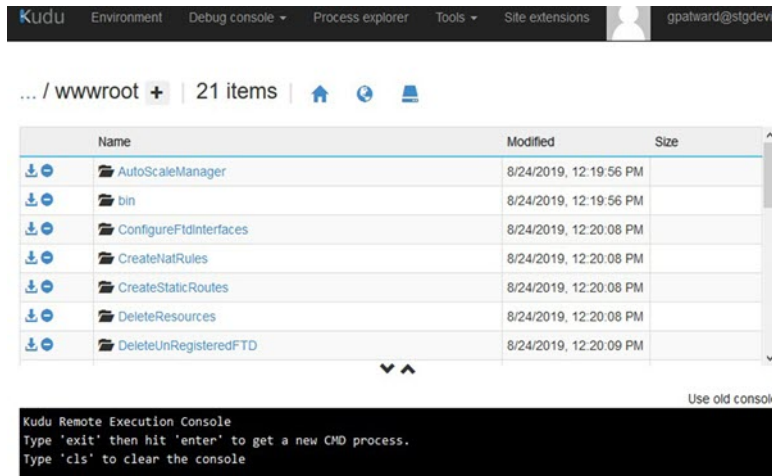 Kudu Environment Debug console Process explorer Tools Site extensions gpatward@stgdevi
... / wwwroot + | 21 items |
Name Modified Size
AutoScaleManager 8/24/2019, 12:19:56 PM
bin 8/24/2019, 12:19:56 PM
ConfigureFtdInterfaces 8/24/2019, 12:20:08 PM
CreateNatRules 8/24/2019, 12:20:08 PM
CreateStaticRoutes 8/24/2019, 12:20:08 PM
DeleteResources 8/24/2019, 12:20:08 PM
DeleteUnRegisteredFTD 8/24/2019, 12:20:09 PM
Use old console
Kudu Remote Execution Console
Type 'exit' then hit 'enter' to get a new CMD process.
Type 'cls' to clear the console